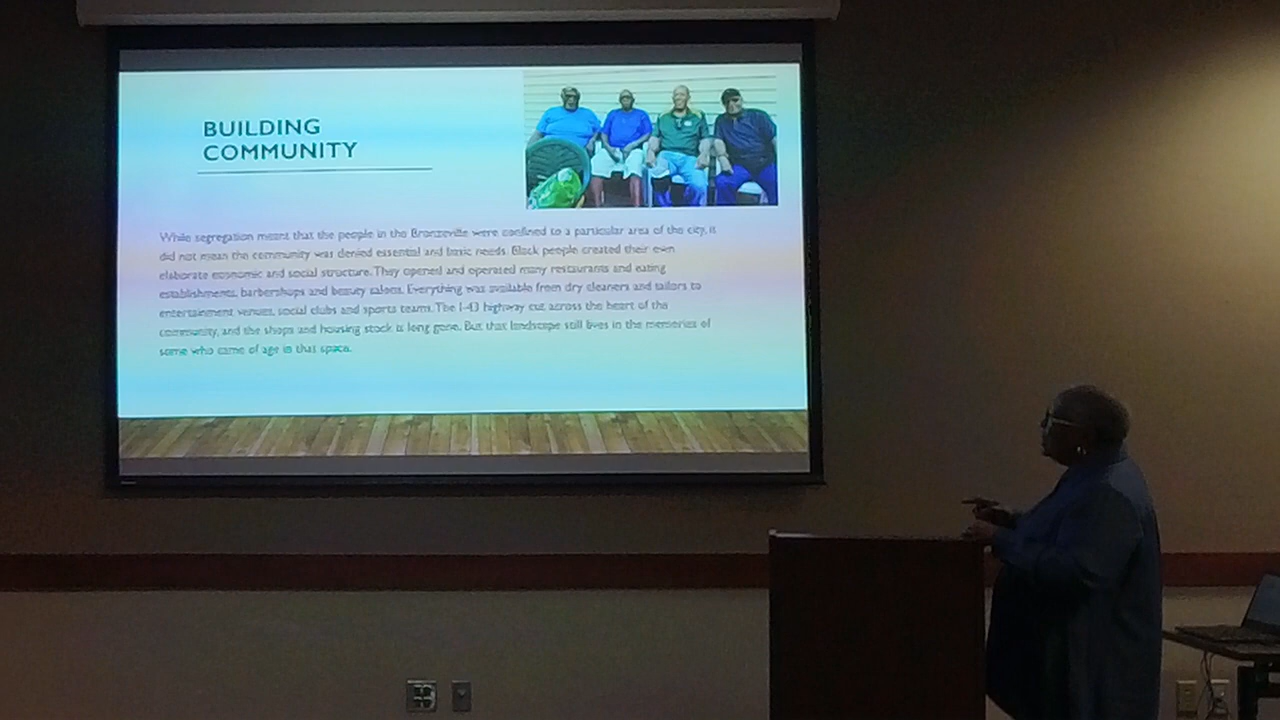 BUILDING
COMMUNITY
While segregation meant that the people in the Bronzeville were confined to a particular area of the city, it
did not mean the community was denied essential and basic needs. Black people created their own
elaborate economic and social structure. They opened and operated many restaurants and eating
establishments, barbershops and beauty salons. Everything was available from dry cleaners and tailors to
entertainment venues, social clubs and sports teams. The I-43 highway cut across the heart of the
community, and the shops and housing stock is long gone. But that landscape still lives in the memories of
some who came of age in that space.